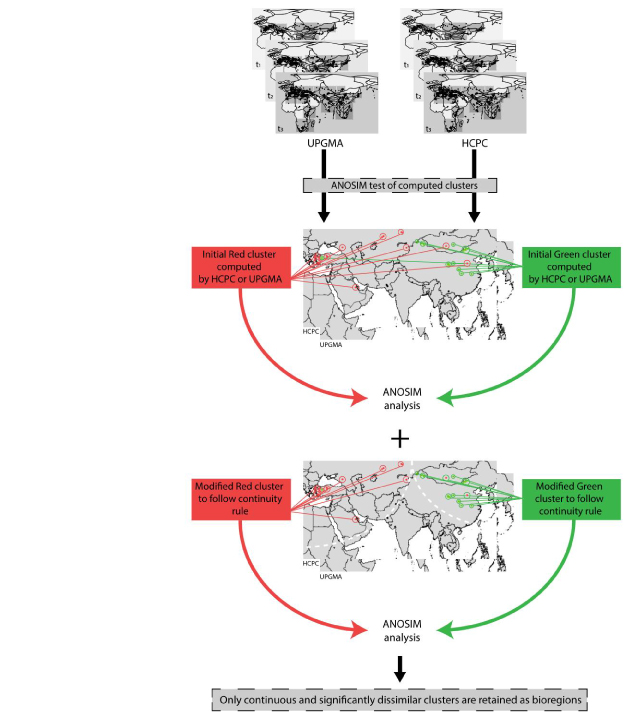 t₁
t₁
t₂
t₂
t₃
t₃
UPGMA
HCPC
ANOSIM test of computed clusters
Initial Red cluster
computed
by HCPC or UPGMA
Initial Green cluster
computed
by HCPC or UPGMA
HCPC
UPGMA
ANOSIM
analysis
+
Modified Red cluster
to follow continuity
rule
Modified Green
cluster to follow
continuity rule
HCPC
UPGMA
ANOSIM
analysis
Only continuous and significantly dissimilar clusters are retained as bioregions